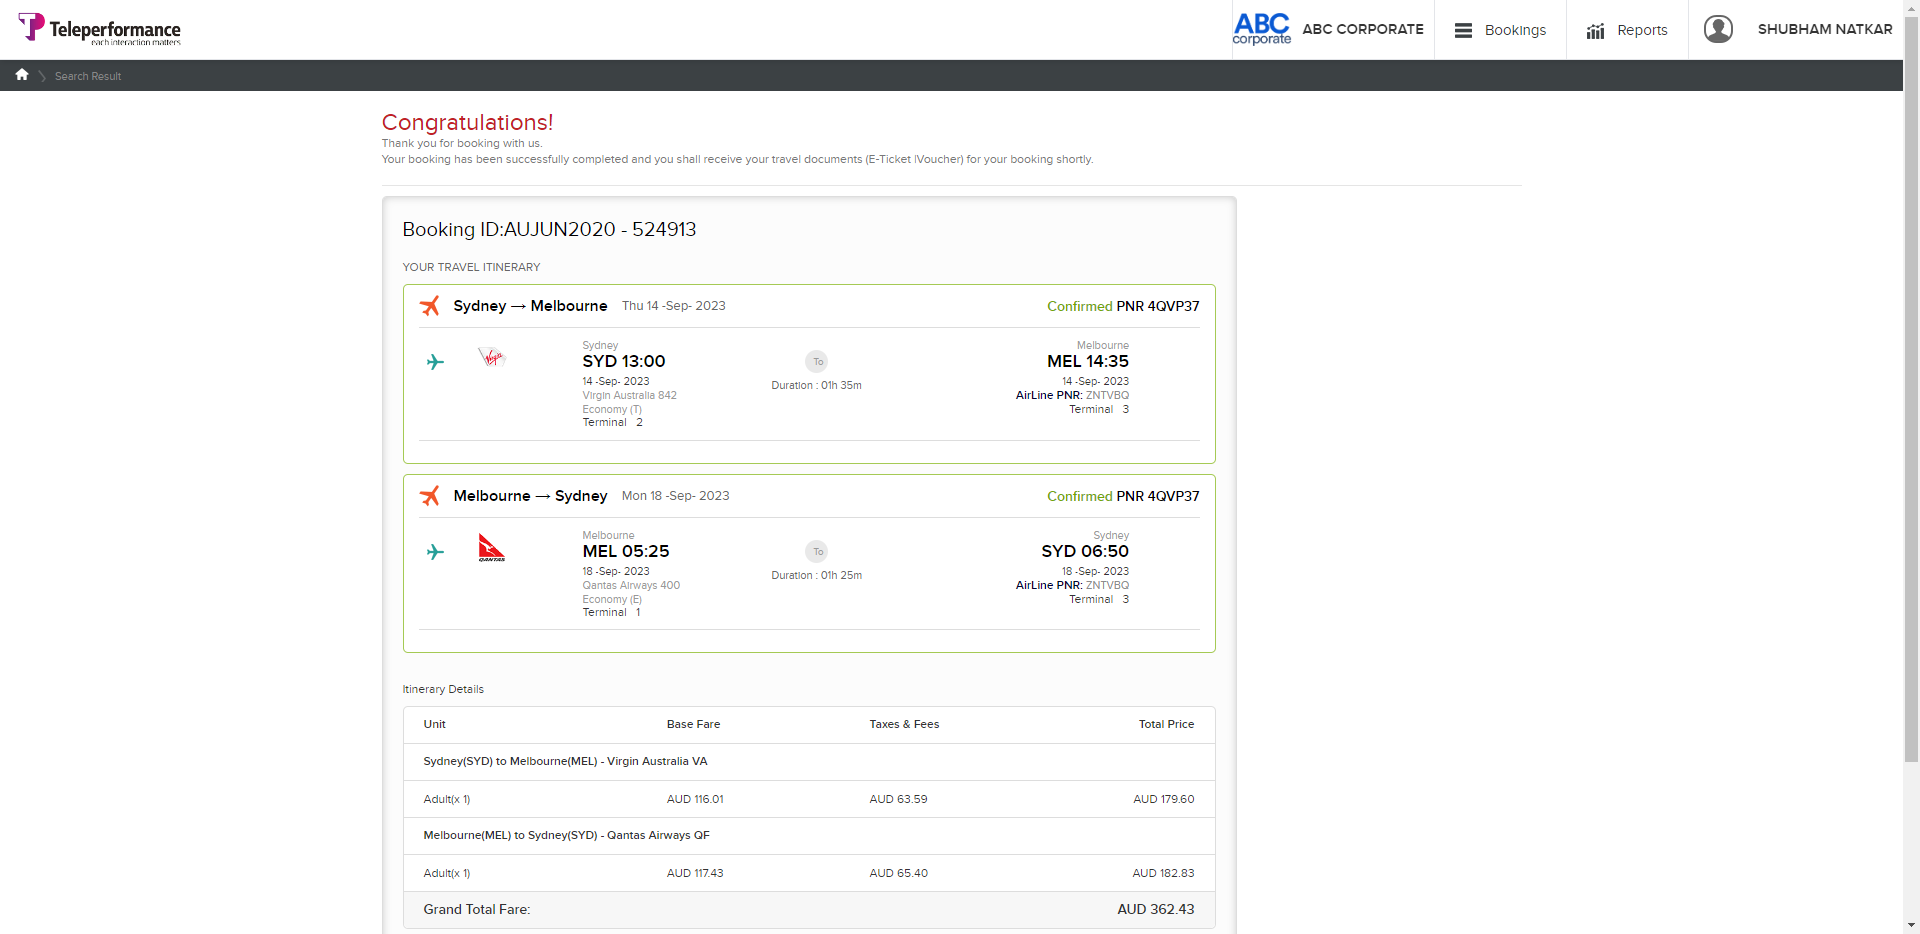 Teleperformance
each interaction matters
ABC
corporate
ABC CORPORATE
Bookings
Reports
SHUBHAM NATKAR
Search Result
Congratulations!
Thank you for booking with us.
Your booking has been successfully completed and you shall receive your travel documents (E-Ticket |Voucher) for your booking shortly.
Booking ID:AUJUN2020 - 524913
YOUR TRAVEL ITINERARY
Sydney → Melbourne Thu 14 -Sep- 2023 Confirmed PNR 4QVP37
Virgin
Sydney
SYD 13:00
14 -Sep- 2023
Virgin Australia 842
Economy (T)
Terminal 2
To
Duration : 01h 35m
Melbourne
MEL 14:35
14 -Sep- 2023
AirLine PNR: ZNTVBQ
Terminal 3
Melbourne → Sydney Mon 18 -Sep- 2023 Confirmed PNR 4QVP37
QANTAS
Melbourne
MEL 05:25
18 -Sep- 2023
Qantas Airways 400
Economy (E)
Terminal 1
To
Duration : 01h 25m
Sydney
SYD 06:50
18 -Sep- 2023
AirLine PNR: ZNTVBQ
Terminal 3
Itinerary Details
Unit Base Fare Taxes & Fees Total Price
Sydney(SYD) to Melbourne(MEL) - Virgin Australia VA
Adult(x 1) AUD 116.01 AUD 63.59 AUD 179.60
Melbourne(MEL) to Sydney(SYD) - Qantas Airways QF
Adult(x 1) AUD 117.43 AUD 65.40 AUD 182.83
Grand Total Fare: AUD 362.43